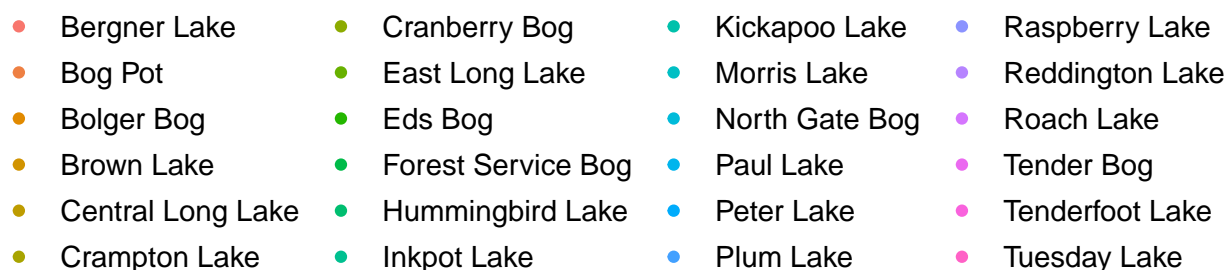 Bergner Lake
Bog Pot
Bolger Bog
Brown Lake
Central Long Lake
Crampton Lake
Cranberry Bog
East Long Lake
Eds Bog
Forest Service Bog
Hummingbird Lake
Inkpot Lake
Kickapoo Lake
Morris Lake
North Gate Bog
Paul Lake
Peter Lake
Plum Lake
Raspberry Lake
Reddington Lake
Roach Lake
Tender Bog
Tenderfoot Lake
Tuesday Lake